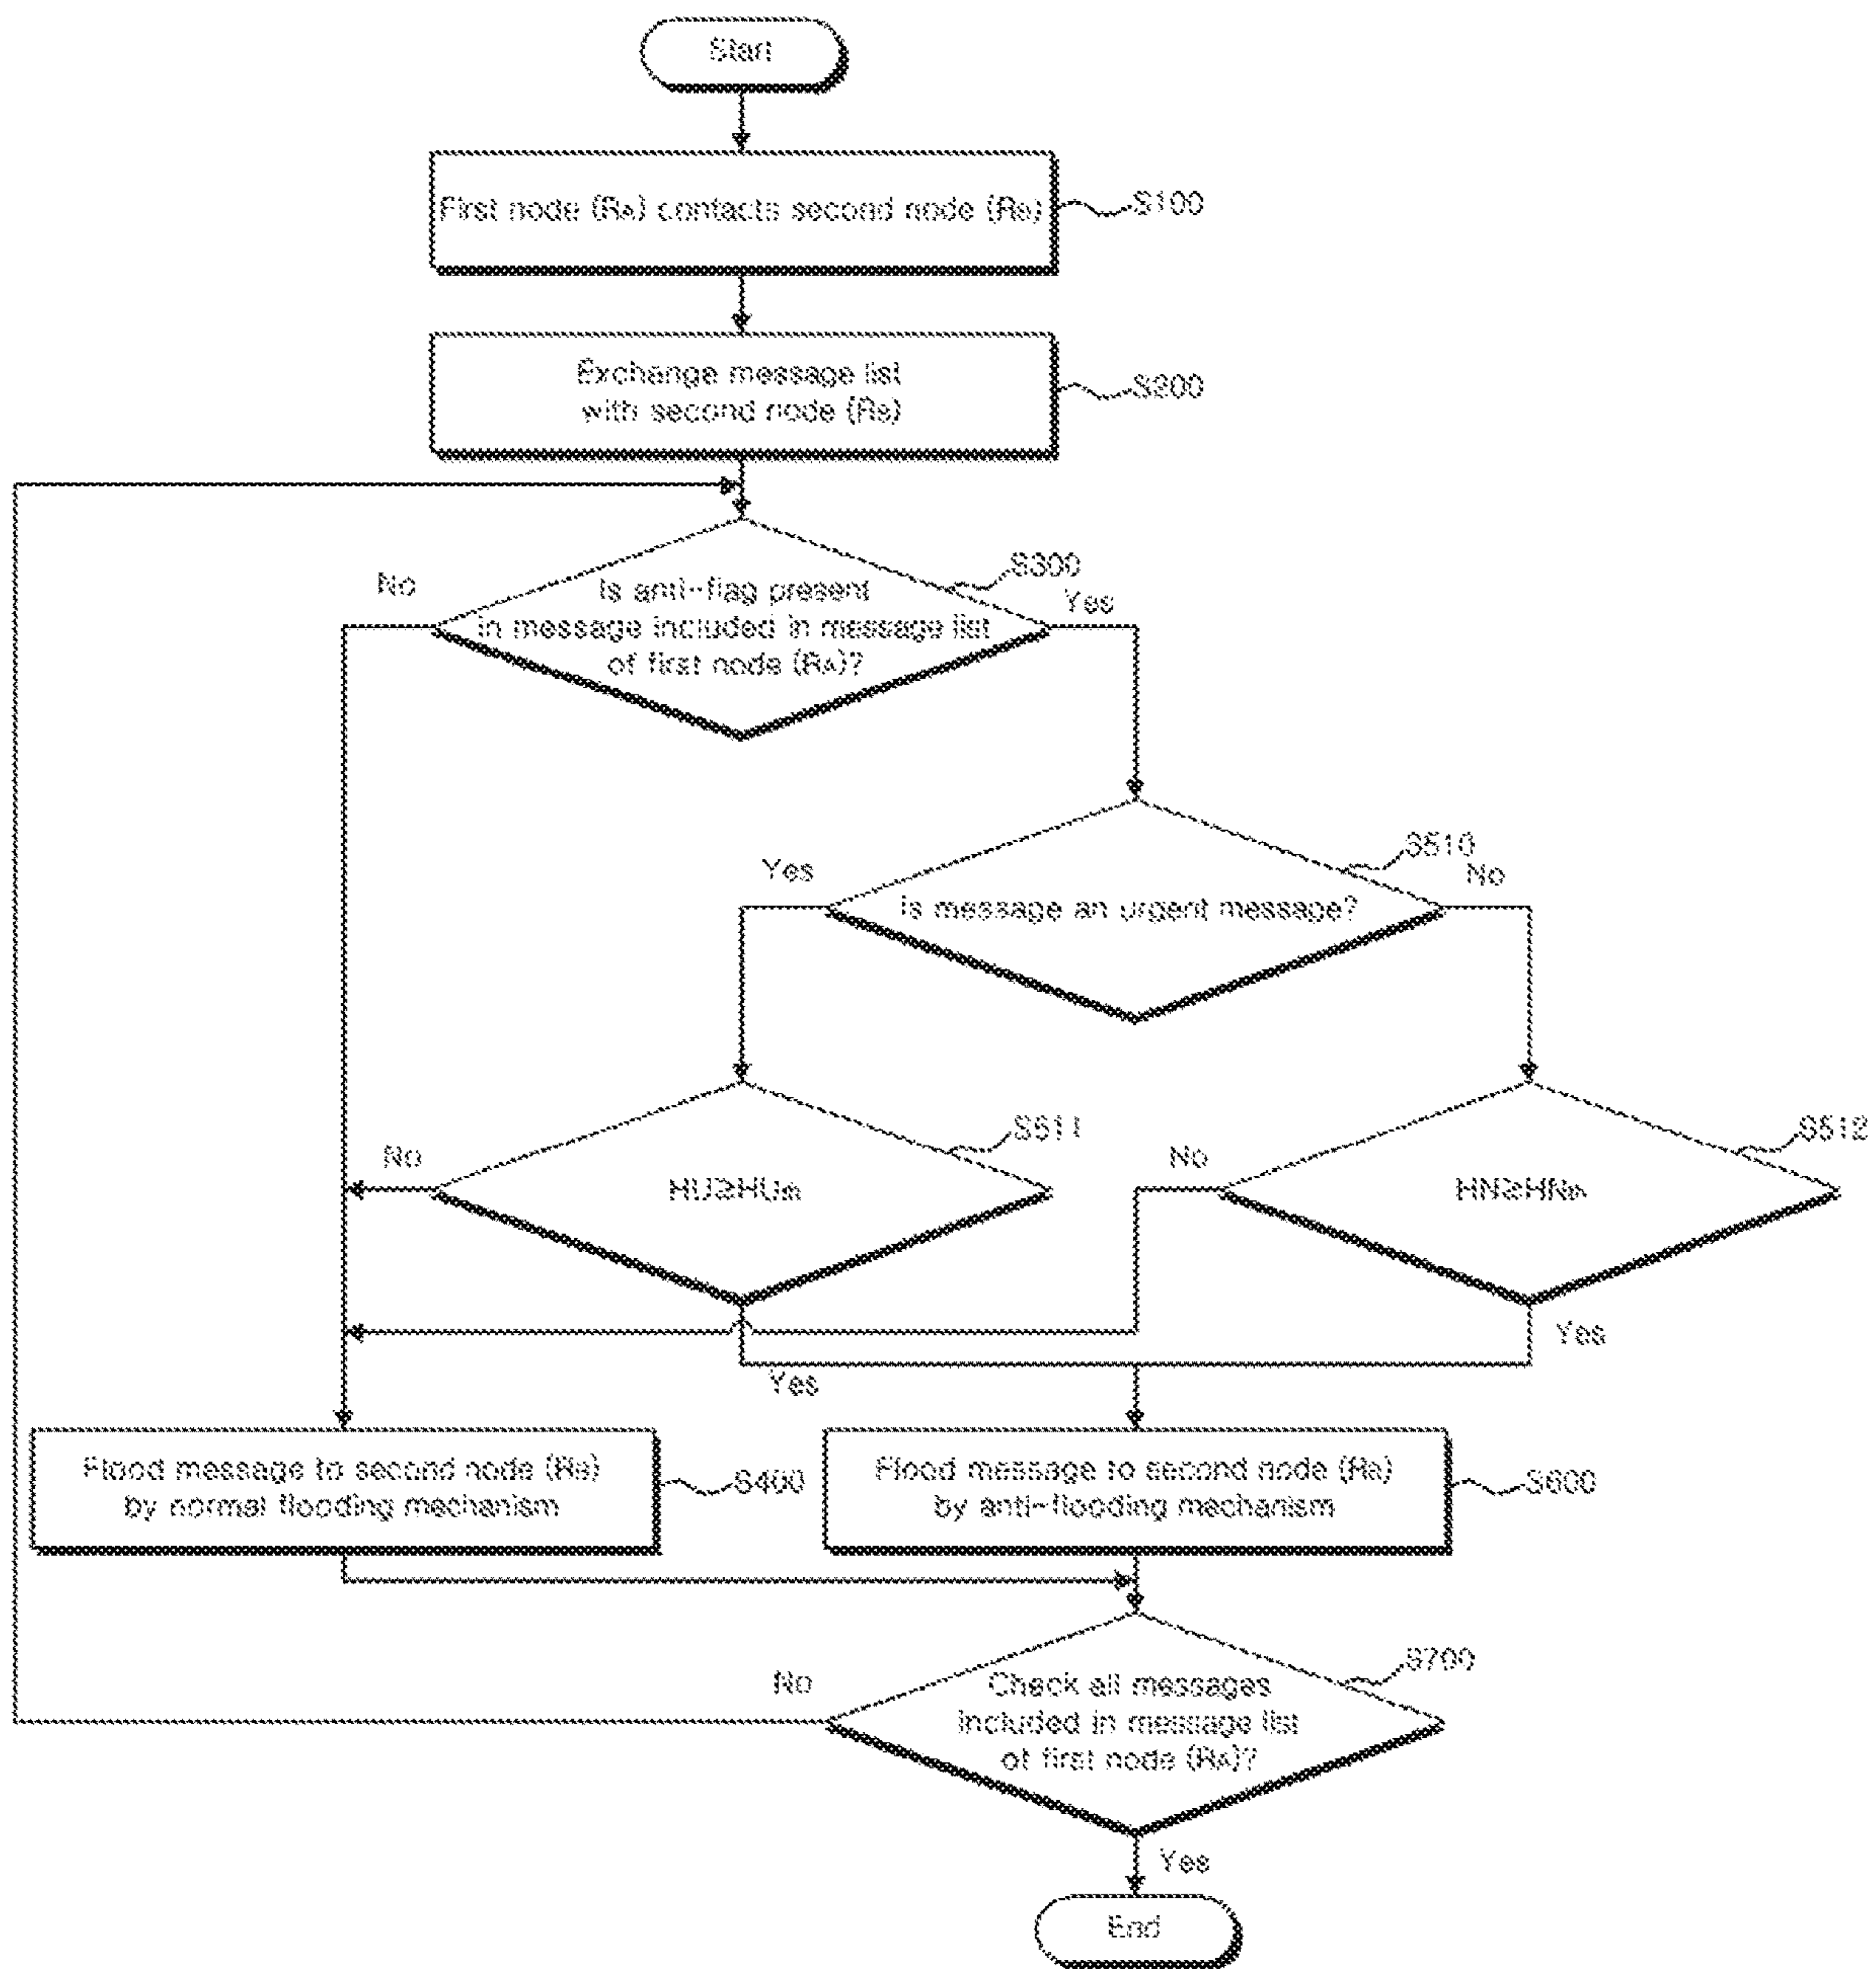 Start
First node (RA) contacts second node (RB)
S100
Exchange message list
with second node (RB)
S200
No
Is anti-flag present
in message included in message list
of first node (RA)?
S300
Yes
Yes
Is message an urgent message?
S510
No
No
HU≥HUth
S511
No
HN≥HNth
S512
Yes
Yes
Flood message to second node (RB)
by normal flooding mechanism
S400
Flood message to second node (RB)
by anti-flooding mechanism
S600
No
Check all messages
included in message list
of first node (RA)?
S700
Yes
End